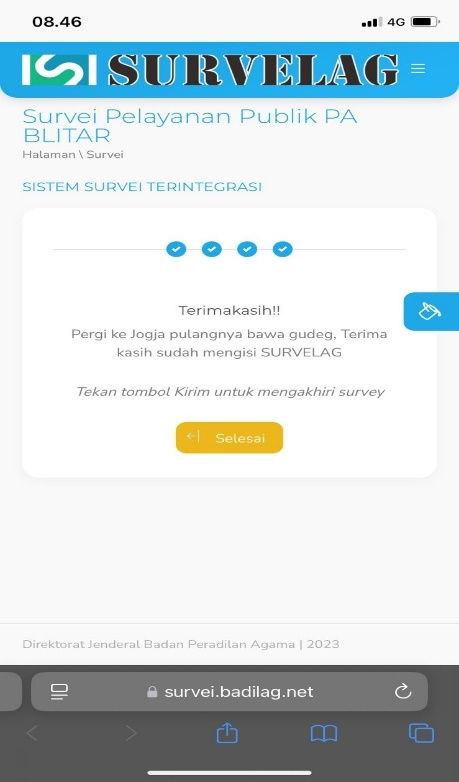 08.46
4G
SURVELAG
Survei Pelayanan Publik PA
BLITAR
Halaman \ Survei
SISTEM SURVEI TERINTEGRASI
Terimakasih!!
Pergi ke Jogja pulangnya bawa gudeg, Terima
kasih sudah mengisi SURVELAG
Tekan tombol Kirim untuk mengakhiri survey
Selesai
Direktorat Jenderal Badan Peradilan Agama | 2023
survei.badilag.net